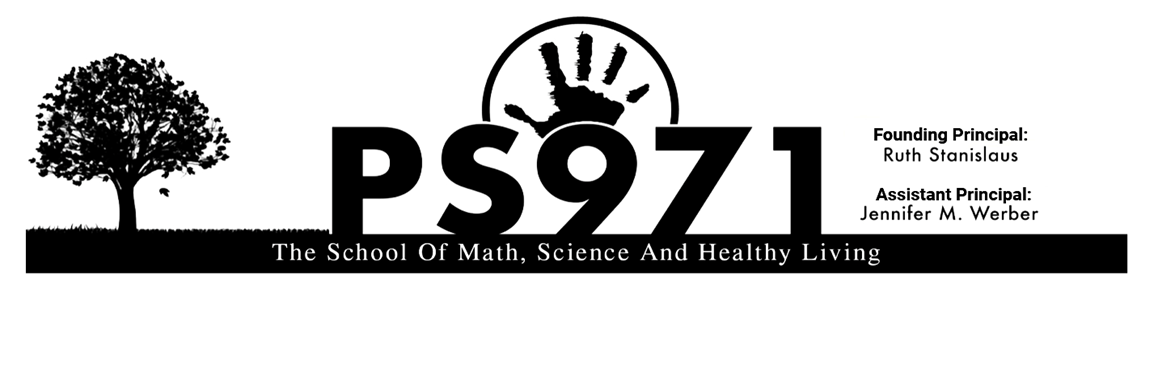 PS971
The School Of Math, Science And Healthy Living
Founding Principal:
Ruth Stanislaus
Assistant Principal:
Jennifer M. Werber